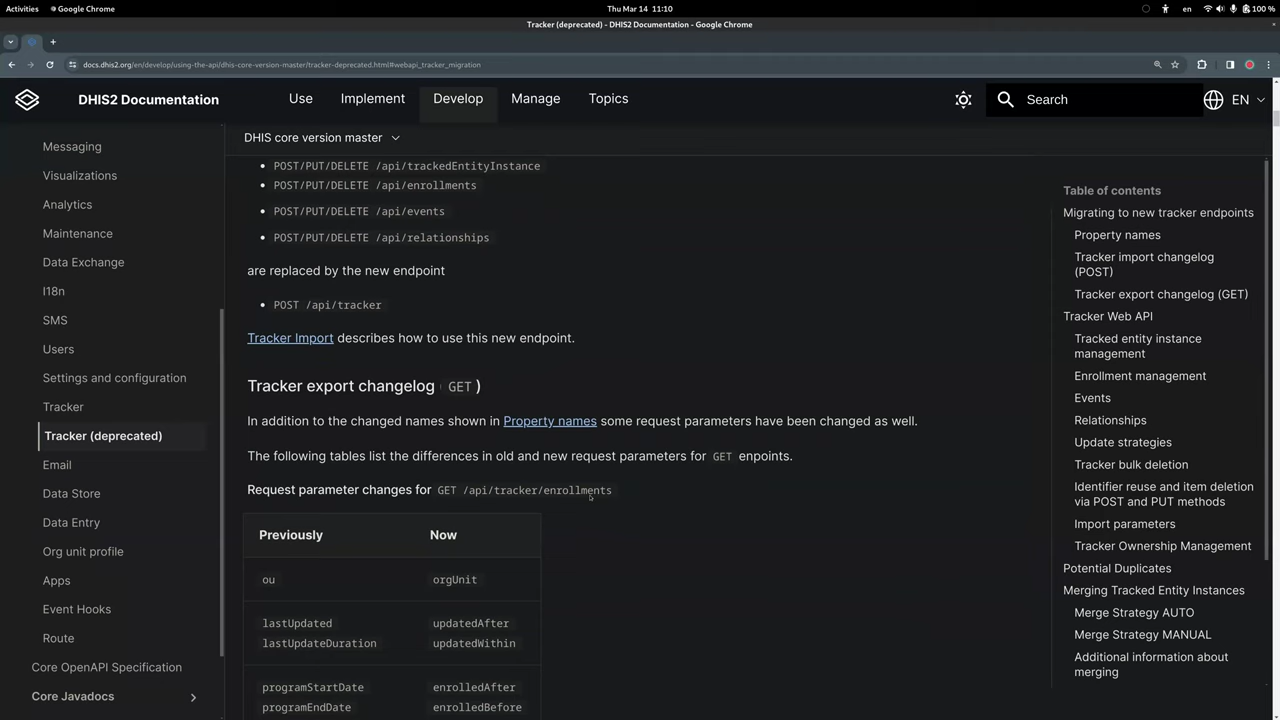 Activities
Google Chrome
Thu Mar 14 11:10
en
100 %
Tracker (deprecated) - DHIS2 Documentation - Google Chrome
docs.dhis2.org/en/develop/using-the-api/dhis-core-version-master/tracker-deprecated.html#webapi_tracker_migration
DHIS2 Documentation
Use
Implement
Develop
Manage
Topics
Search
EN
Messaging
Visualizations
Analytics
Maintenance
Data Exchange
I18n
SMS
Users
Settings and configuration
Tracker
Tracker (deprecated)
Email
Data Store
Data Entry
Org unit profile
Apps
Event Hooks
Route
Core OpenAPI Specification
Core Javadocs
DHIS core version master
POST/PUT/DELETE /api/trackedEntityInstance
POST/PUT/DELETE /api/enrollments
POST/PUT/DELETE /api/events
POST/PUT/DELETE /api/relationships
are replaced by the new endpoint
POST /api/tracker
Tracker Import describes how to use this new endpoint.
Tracker export changelog ( GET )
In addition to the changed names shown in Property names some request parameters have been changed as well.
The following tables list the differences in old and new request parameters for GET enpoints.
Request parameter changes for GET /api/tracker/enrollments
Previously Now
ou orgUnit
lastUpdated updatedAfter
lastUpdateDuration updatedWithin
programStartDate enrolledAfter
programEndDate enrolledBefore
Table of contents
Migrating to new tracker endpoints
Property names
Tracker import changelog
(POST)
Tracker export changelog (GET)
Tracker Web API
Tracked entity instance
management
Enrollment management
Events
Relationships
Update strategies
Tracker bulk deletion
Identifier reuse and item deletion
via POST and PUT methods
Import parameters
Tracker Ownership Management
Potential Duplicates
Merging Tracked Entity Instances
Merge Strategy AUTO
Merge Strategy MANUAL
Additional information about
merging